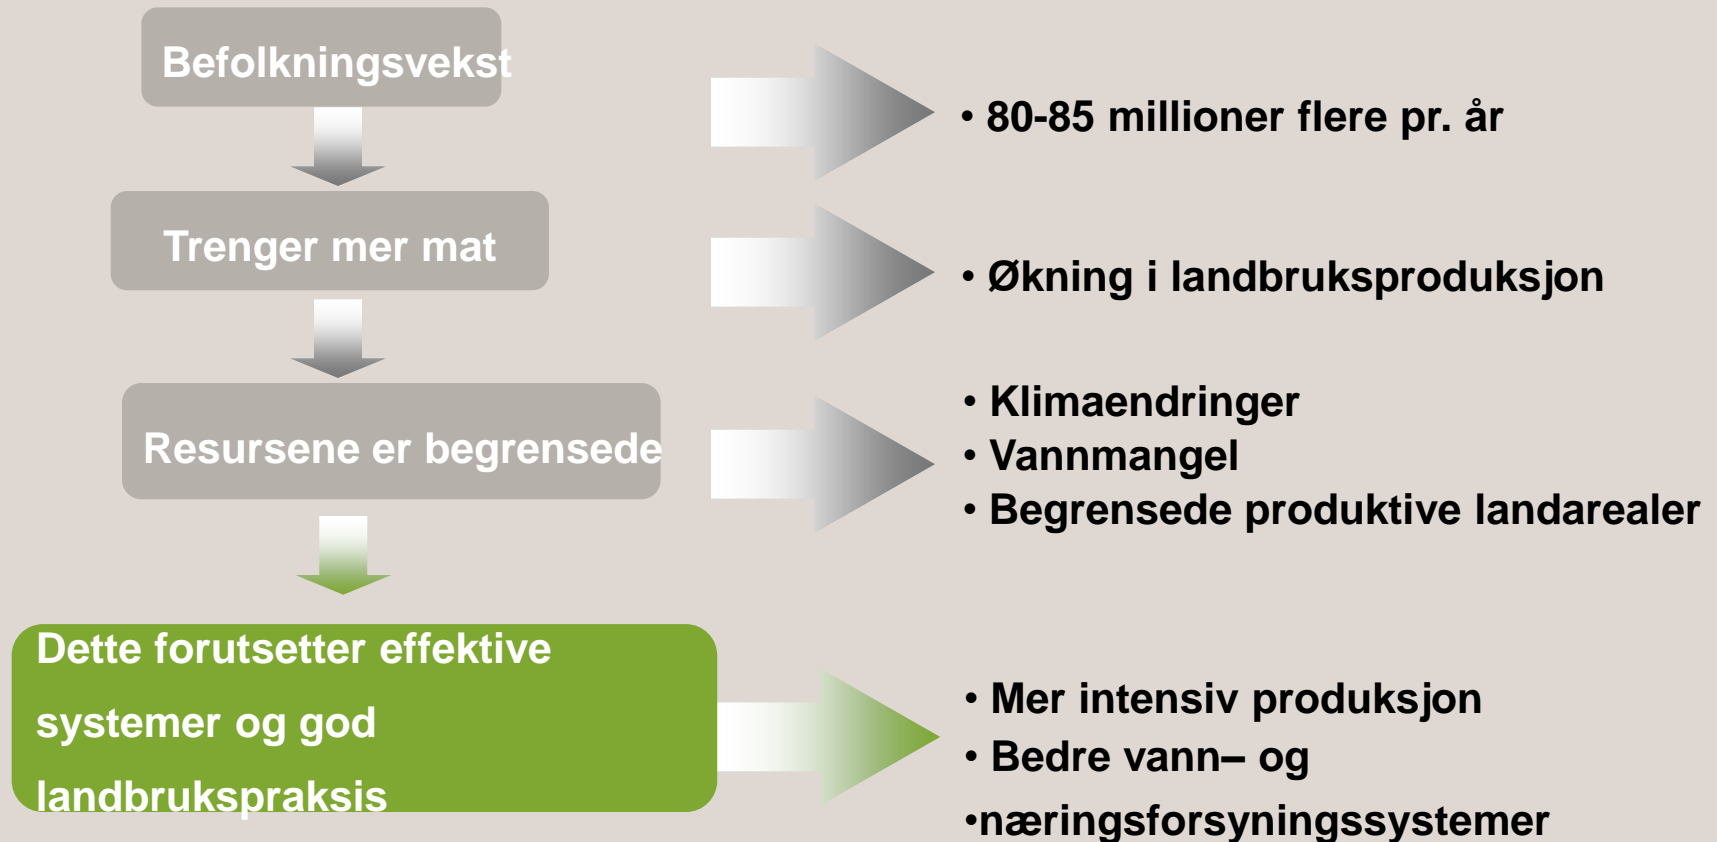 Befolkningsvekst
• 80-85 millioner flere pr. år
Trenger mer mat
• Økning i landbruksproduksjon
Resursene er begrensede
• Klimaendringer
• Vannmangel
• Begrensede produktive landarealer
Dette forutsetter effektive
systemer og god
landbrukspraksis
• Mer intensiv produksjon
• Bedre vann– og
•næringsforsyningssystemer